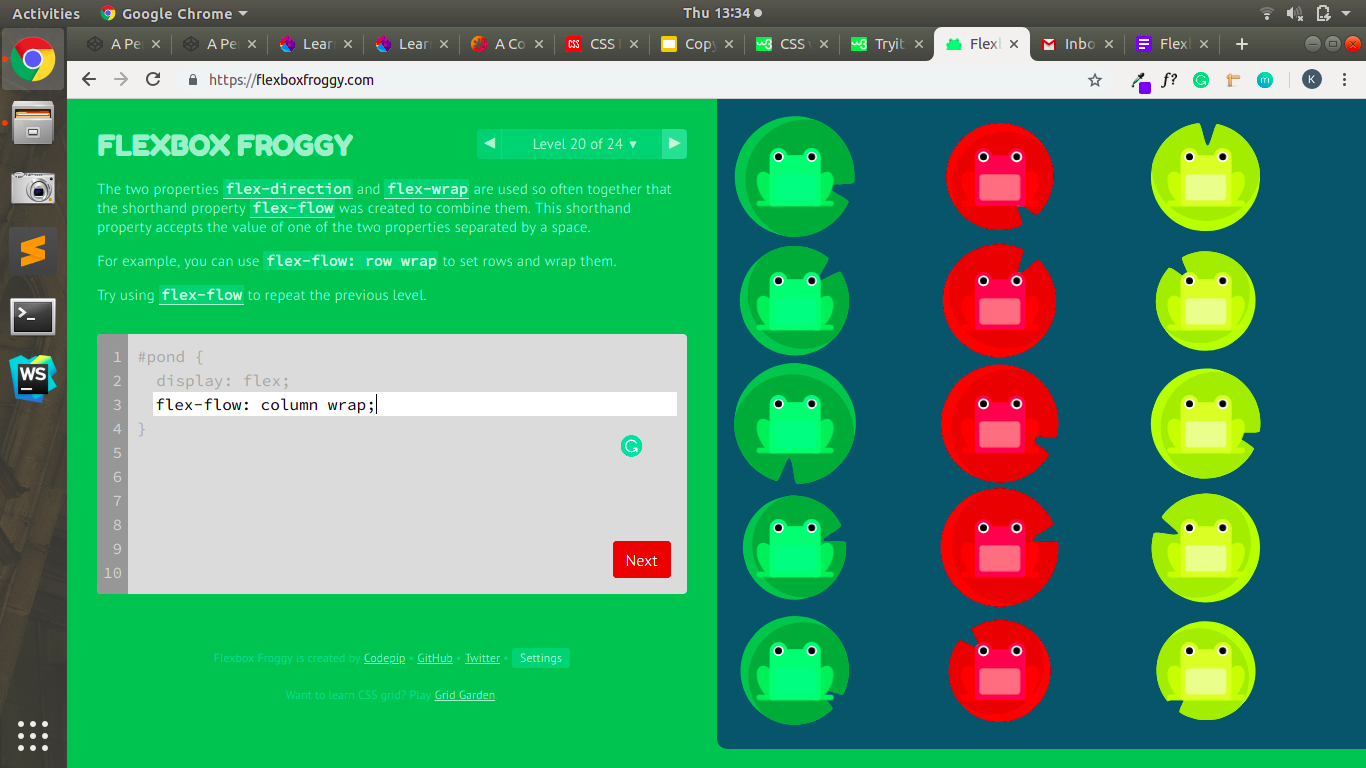 Activities Google Chrome Thu 13:34
A Pe A Pe Lear Lear A Co CSS Copy CSS Tryit Flex Inbo Flex
https://flexboxfroggy.com f? K
FLEXBOX FROGGY
Level 20 of 24 ▼
The two properties flex-direction and flex-wrap are used so often together that
the shorthand property flex-flow was created to combine them. This shorthand
property accepts the value of one of the two properties separated by a space.
For example, you can use flex-flow: row wrap to set rows and wrap them.
Try using flex-flow to repeat the previous level.
1 #pond {
2 display: flex;
3 flex-flow: column wrap;
4 }
5
6
7
8
9
10
Next
Flexbox Froggy is created by Codepip • GitHub • Twitter • Settings
Want to learn CSS grid? Play Grid Garden.
WS